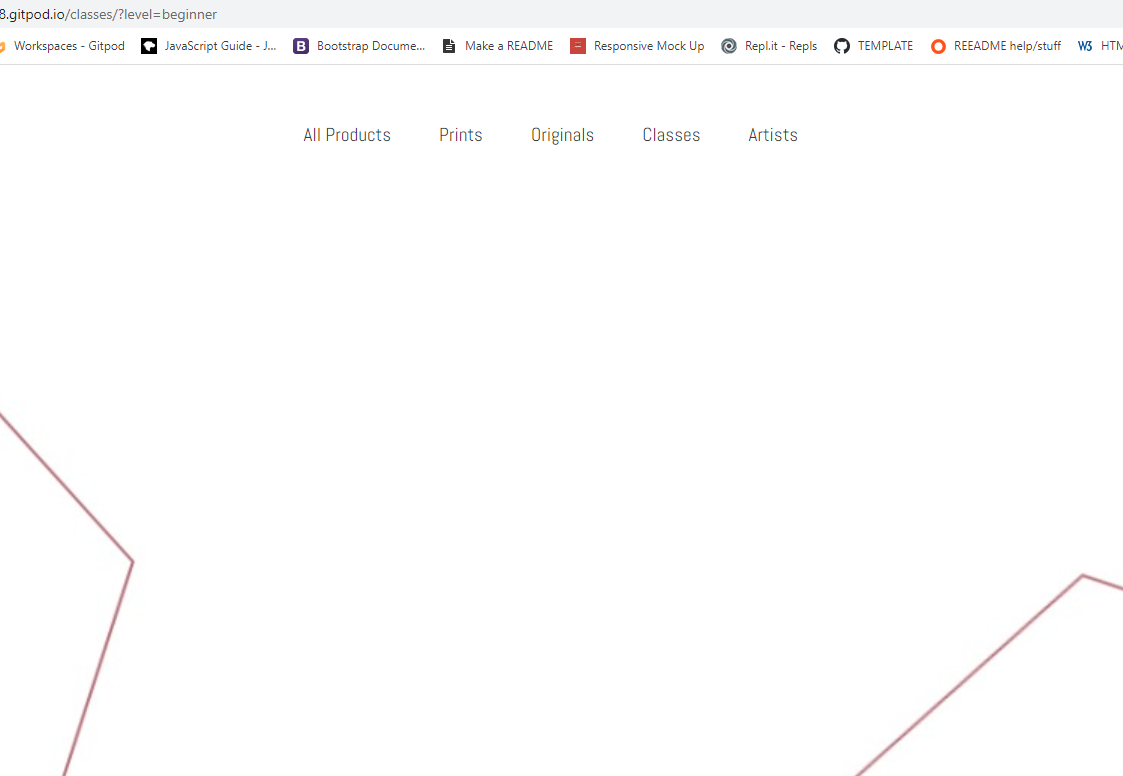 8.gitpod.io/classes/?level=beginner
Workspaces - Gitpod JavaScript Guide - J... B Bootstrap Docume... Make a README Responsive Mock Up Repl.it - Repls TEMPLATE REEADME help/stuff W3 HTM
All Products Prints Originals Classes Artists